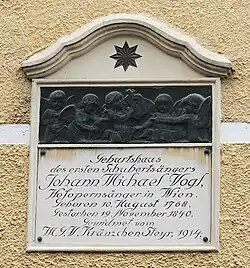 Geburtshaus
des ersten Schubertsängers
Johann Michael Vogl,
Hofopernsänger in Wien
Geboren 10. August 1768,
Gestorben 19. November 1840.
Gewidmet vom
M.G.V. Kränzchen Steyr, 1914.